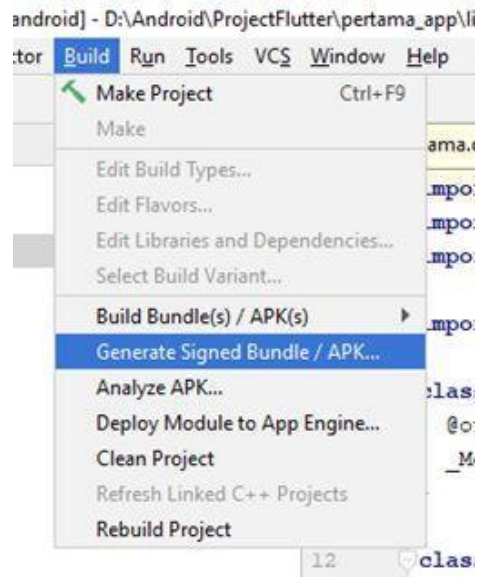 android] - D:\Android\ProjectFlutter\pertama_app\li
ctor Build Run Tools VCS Window Help
Make Project Ctrl+F9
Make
Edit Build Types...
Edit Flavors...
Edit Libraries and Dependencies...
Select Build Variant...
Build Bundle(s) / APK(s)
Generate Signed Bundle / APK...
Analyze APK...
Deploy Module to App Engine...
Clean Project
Refresh Linked C++ Projects
Rebuild Project
12 clas